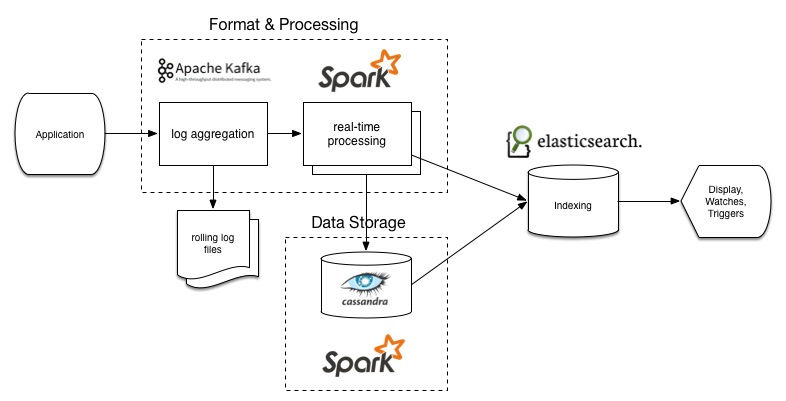 Format & Processing
Apache Kafka
A high-throughput distributed messaging system.
Spark
Application
log aggregation
real-time
processing
elasticsearch.
Indexing
Display,
Watches,
Triggers
rolling log
files
Data Storage
cassandra
Spark